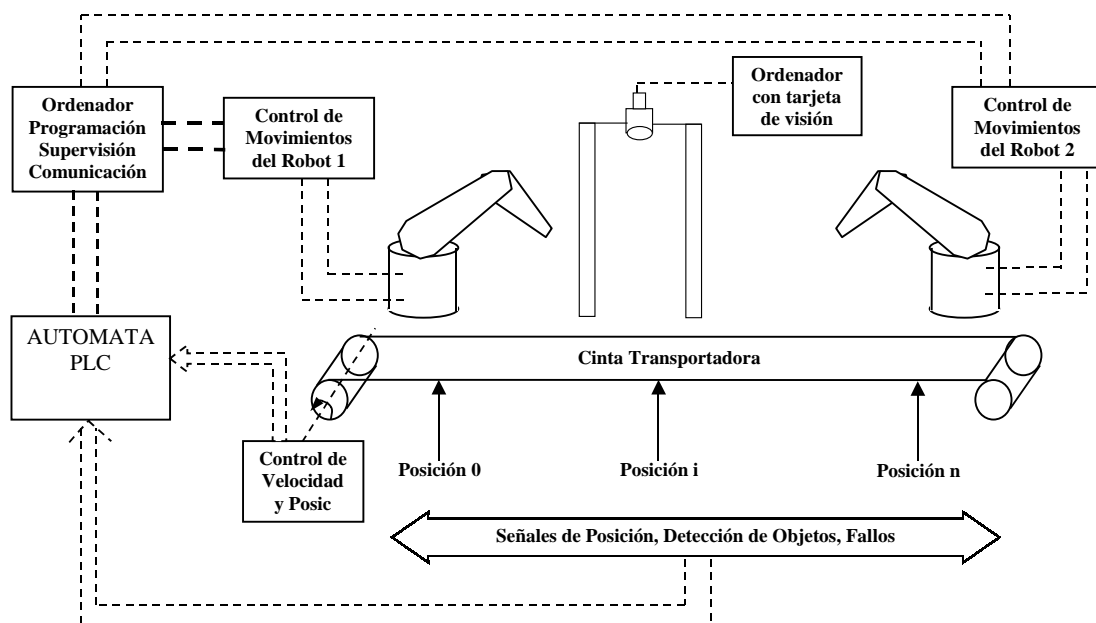 Ordenador
Programación
Supervisión
Comunicación
Control de
Movimientos
del Robot 1
Ordenador
con tarjeta
de visión
Control de
Movimientos
del Robot 2
AUTOMATA
PLC
Cinta Transportadora
Control de
Velocidad
y Posic
Posición 0
Posición i
Posición n
Señales de Posición, Detección de Objetos, Fallos